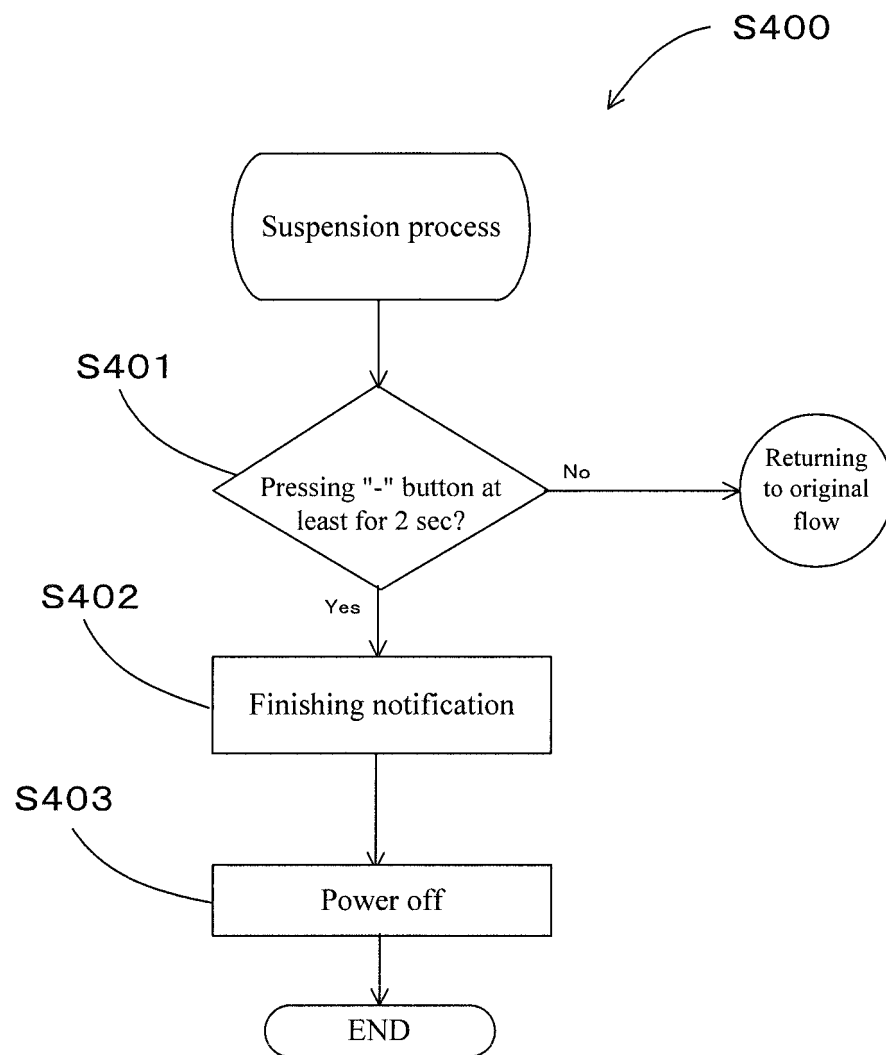 S400
Suspension process
S401
Pressing "-" button at
least for 2 sec?
No
Returning
to original
flow
Yes
S402
Finishing notification
S403
Power off
END